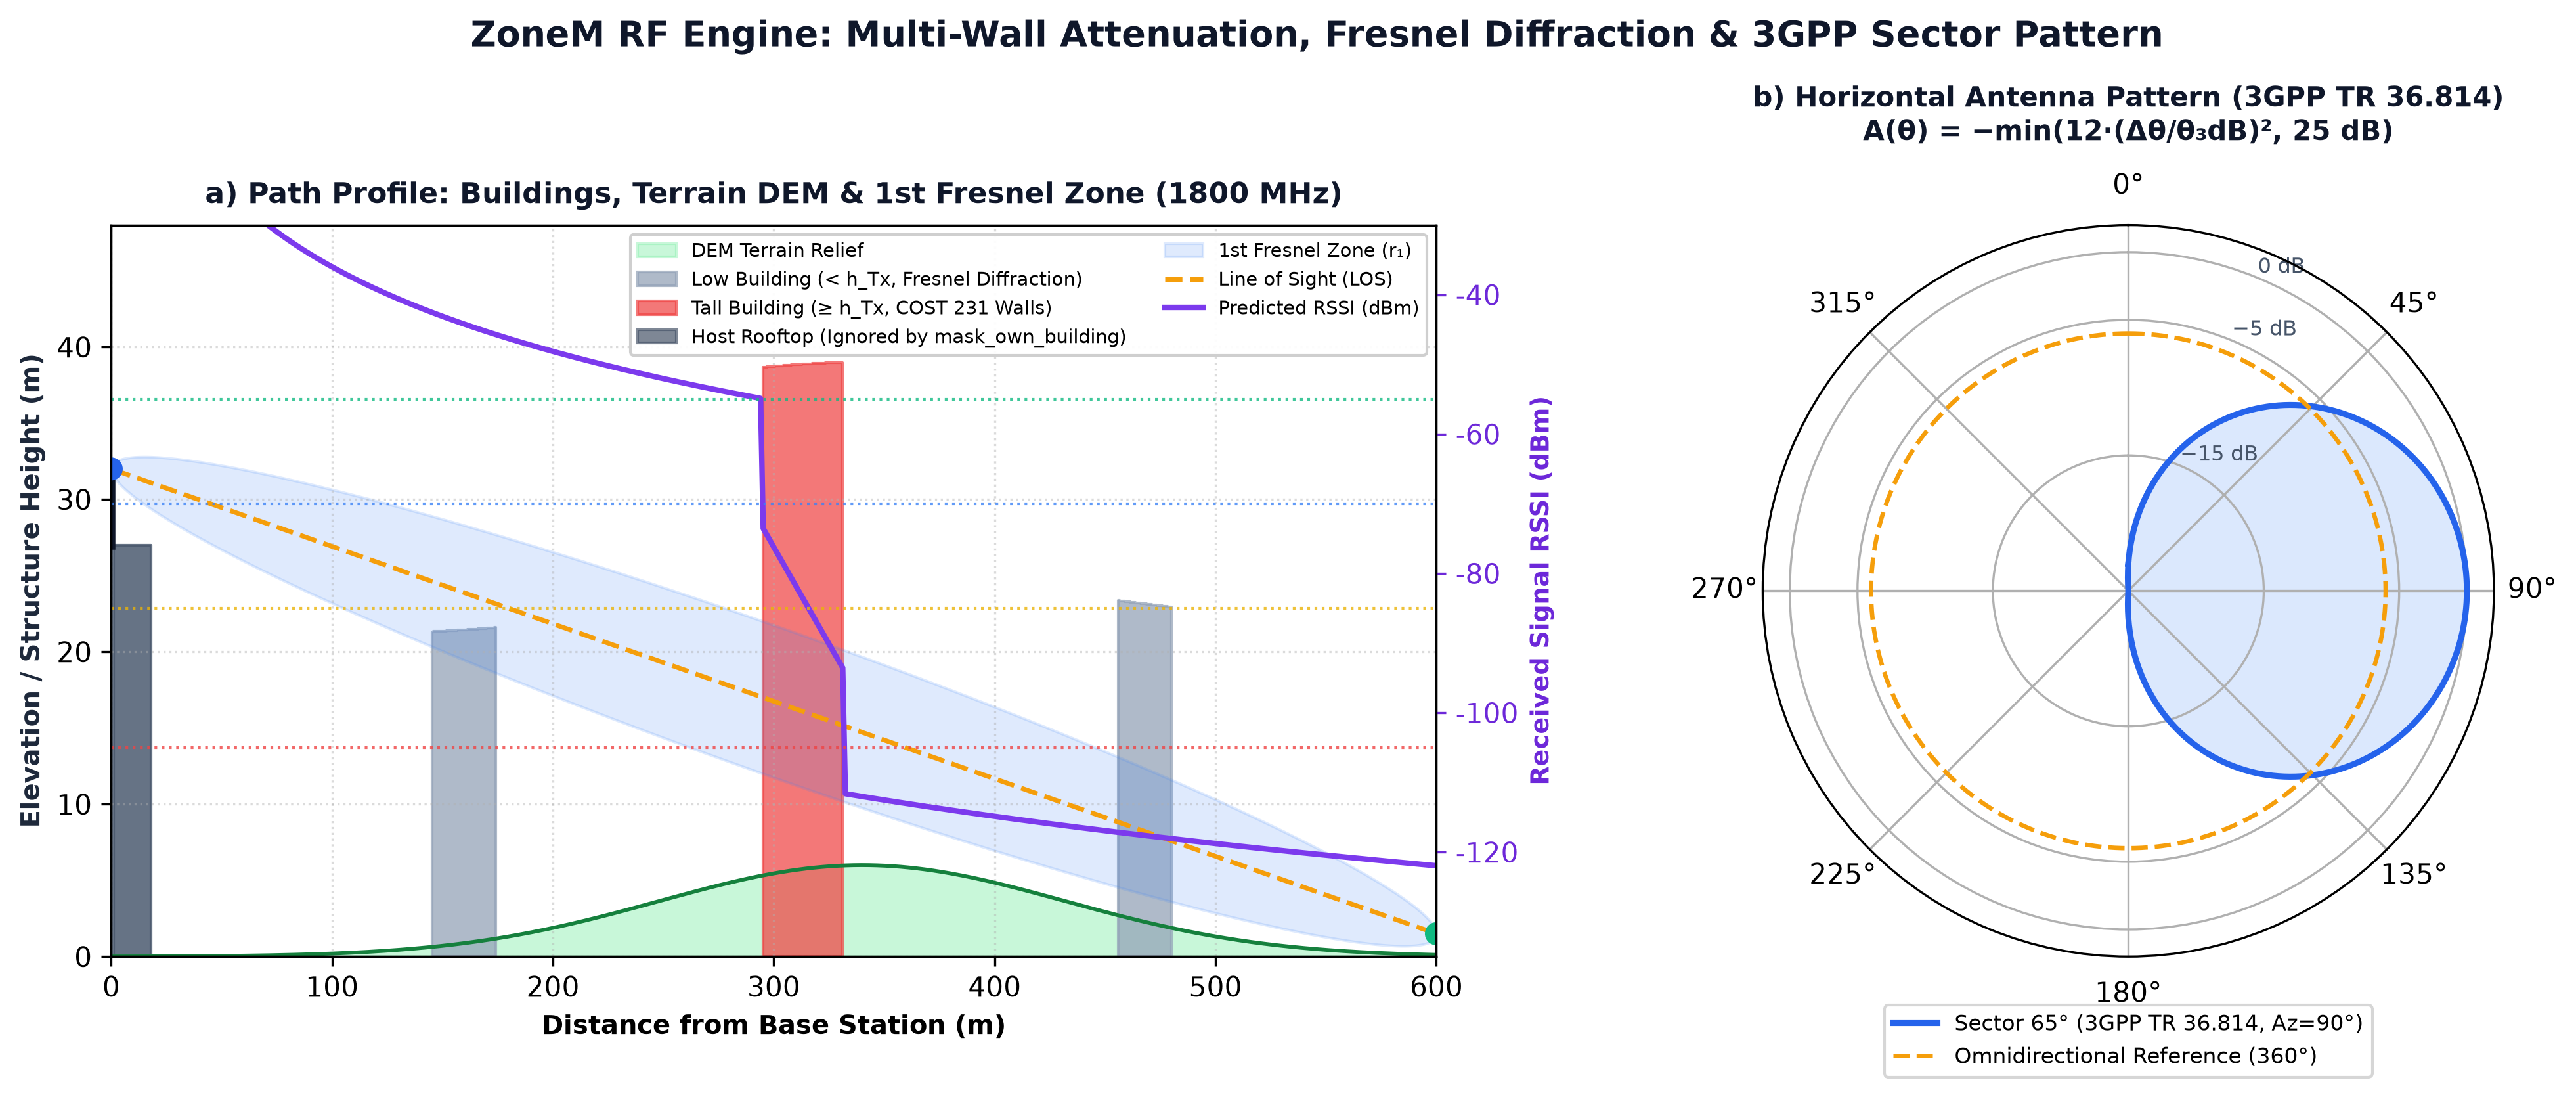 ZoneM RF Engine: Multi-Wall Attenuation, Fresnel Diffraction & 3GPP Sector Pattern
a) Path Profile: Buildings, Terrain DEM & 1st Fresnel Zone (1800 MHz)
DEM Terrain Relief
Low Building (< h_Tx, Fresnel Diffraction)
Tall Building (≥ h_Tx, COST 231 Walls)
Host Rooftop (Ignored by mask_own_building)
1st Fresnel Zone (r₁)
Line of Sight (LOS)
Predicted RSSI (dBm)
Elevation / Structure Height (m)
40
30
20
10
0
0
100
200
300
400
500
600
Distance from Base Station (m)
-40
-60
-80
-100
-120
Received Signal RSSI (dBm)
b) Horizontal Antenna Pattern (3GPP TR 36.814)
A(θ) = −min(12·(Δθ/θ₃dB)², 25 dB)
0°
45°
90°
135°
180°
225°
270°
315°
0 dB
−5 dB
−15 dB
Sector 65° (3GPP TR 36.814, Az=90°)
Omnidirectional Reference (360°)